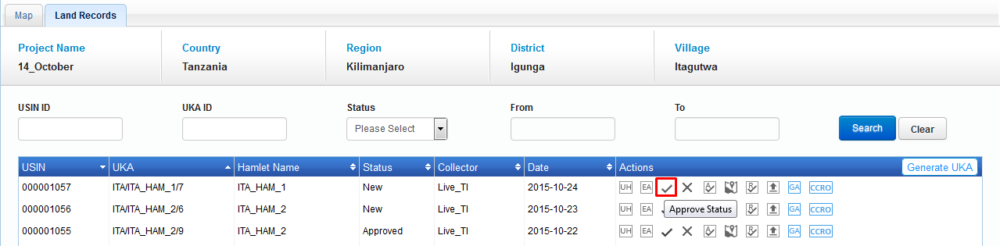 Map Land Records
Project Name Country Region District Village
14_October Tanzania Kilimanjaro Igunga Itagutwa
USIN ID UKA ID Status From To
Please Select Search Clear
USIN UKA Hamlet Name Status Collector Date Actions Generate UKA
000001057 ITA/ITA_HAM_1/7 ITA_HAM_1 New Live_TI 2015-10-24 UH EA A R GA CCRO
000001056 ITA/ITA_HAM_2/6 ITA_HAM_2 New Live_TI 2015-10-23 UH EA Approve Status R GA CCRO
000001055 ITA/ITA_HAM_2/9 ITA_HAM_2 Approved Live_TI 2015-10-22 UH EA A R GA CCRO